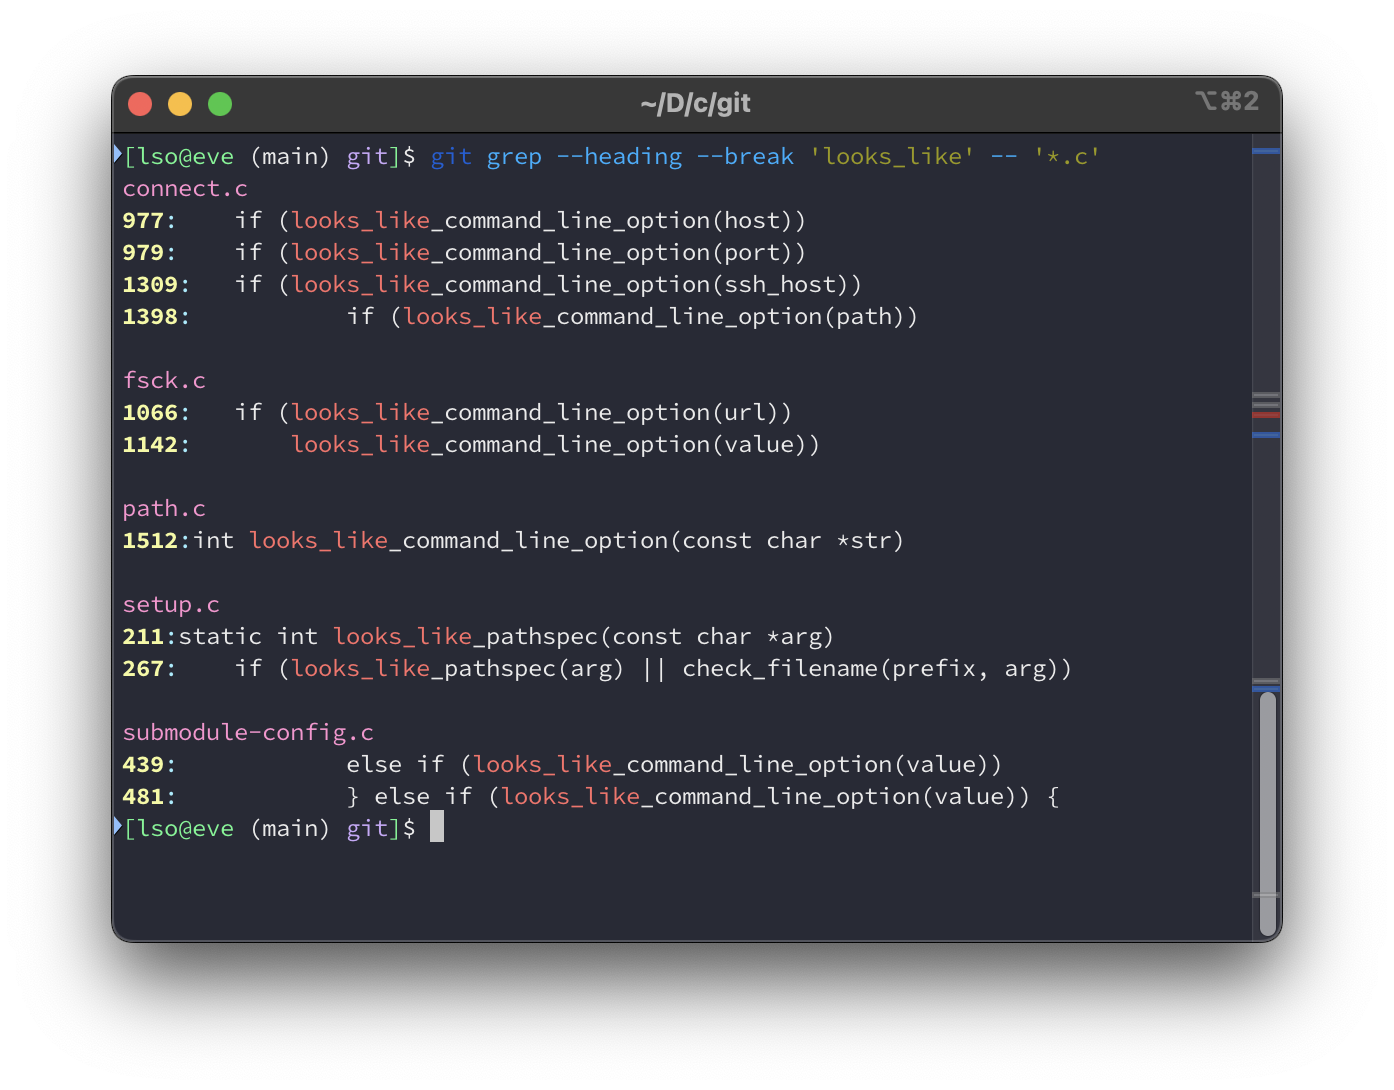 ~/D/c/git
⌥⌘2
[lso@eve (main) git]$ git grep --heading --break 'looks_like' -- '*.c'
connect.c
977:    if (looks_like_command_line_option(host))
979:    if (looks_like_command_line_option(port))
1309:   if (looks_like_command_line_option(ssh_host))
1398:           if (looks_like_command_line_option(path))
fsck.c
1066:   if (looks_like_command_line_option(url))
1142:       looks_like_command_line_option(value))
path.c
1512:int looks_like_command_line_option(const char *str)
setup.c
211:static int looks_like_pathspec(const char *arg)
267:    if (looks_like_pathspec(arg) || check_filename(prefix, arg))
submodule-config.c
439:            else if (looks_like_command_line_option(value))
481:            } else if (looks_like_command_line_option(value)) {
[lso@eve (main) git]$